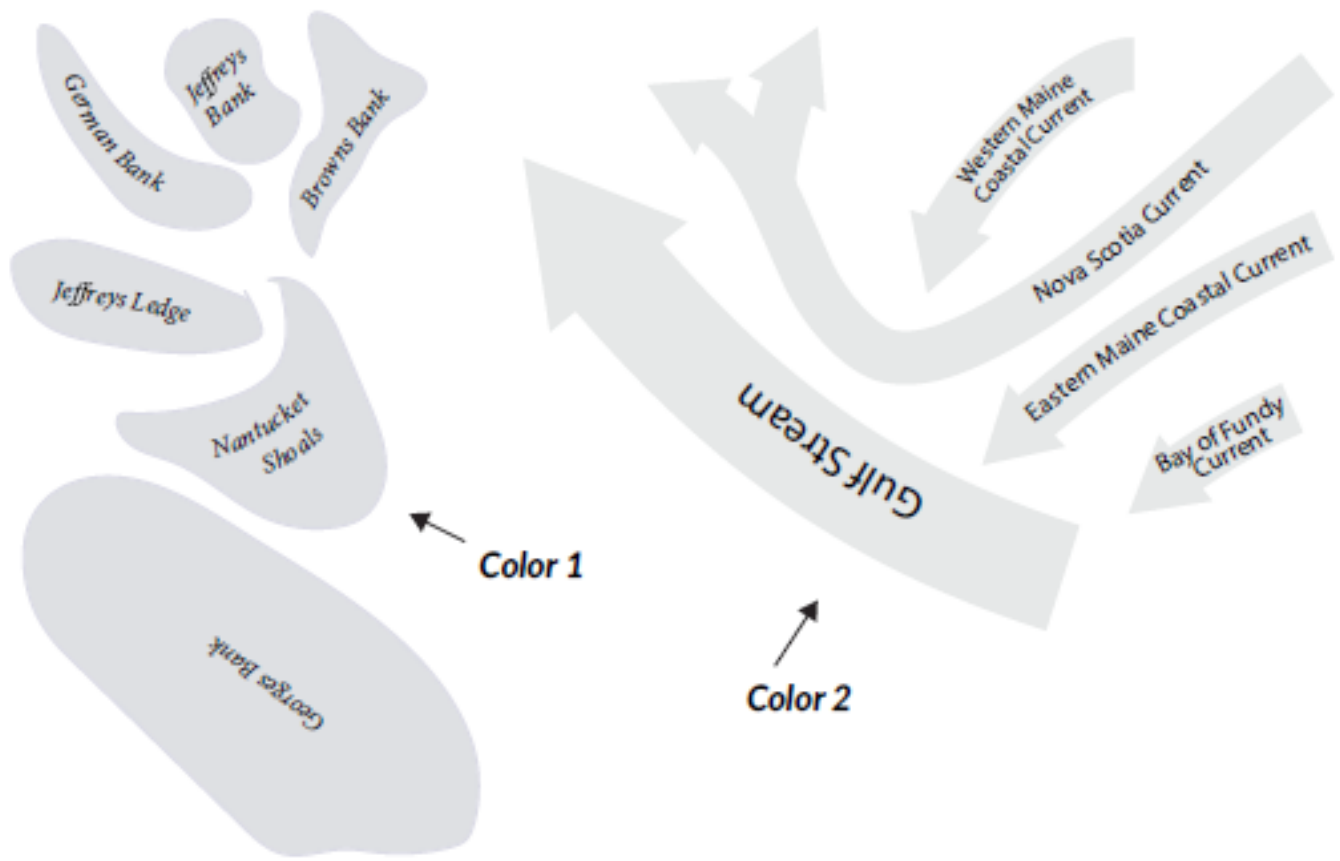 German Bank
Jeffreys
Bank
Browns Bank
Jeffreys Ledge
Nantucket
Shoals
Georges Bank
Color 1
Western Maine
Coastal Current
Nova Scotia Current
Eastern Maine Coastal Current
Bay of Fundy
Current
Gulf Stream
Color 2